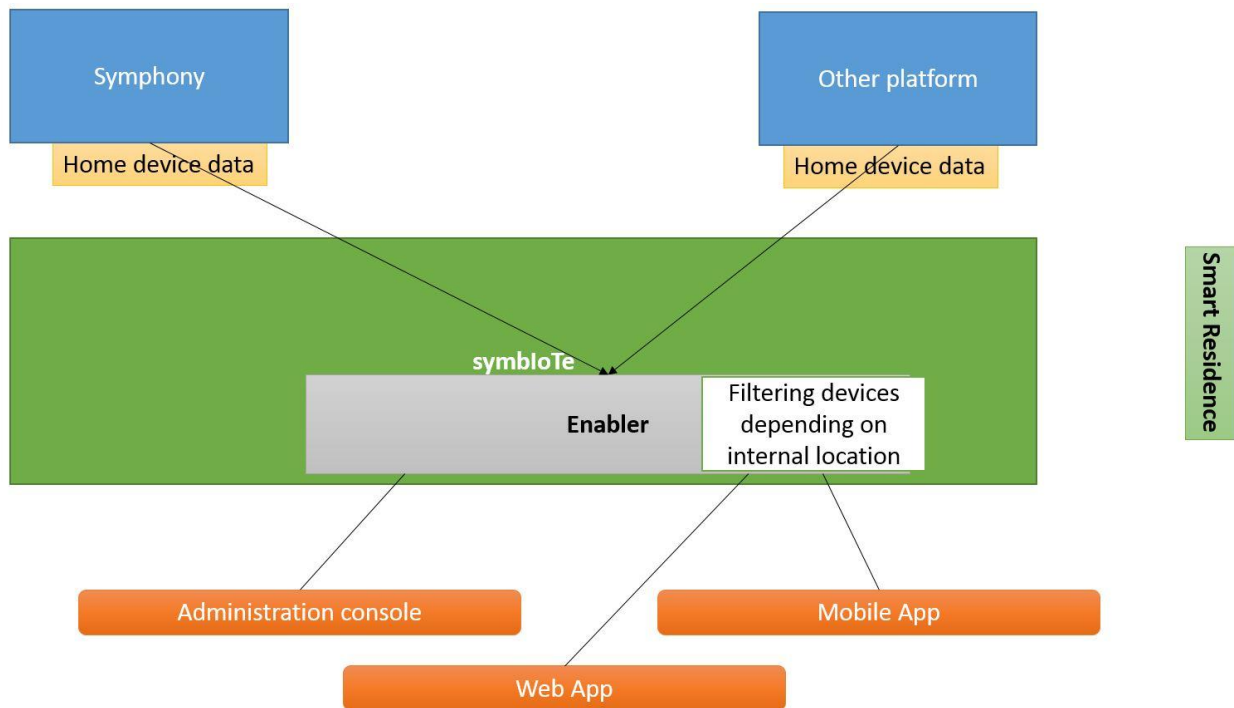 Symphony
Other platform
Home device data
Home device data
Smart Residence
symbIoTe
Enabler
Filtering devices
depending on
internal location
Administration console
Mobile App
Web App